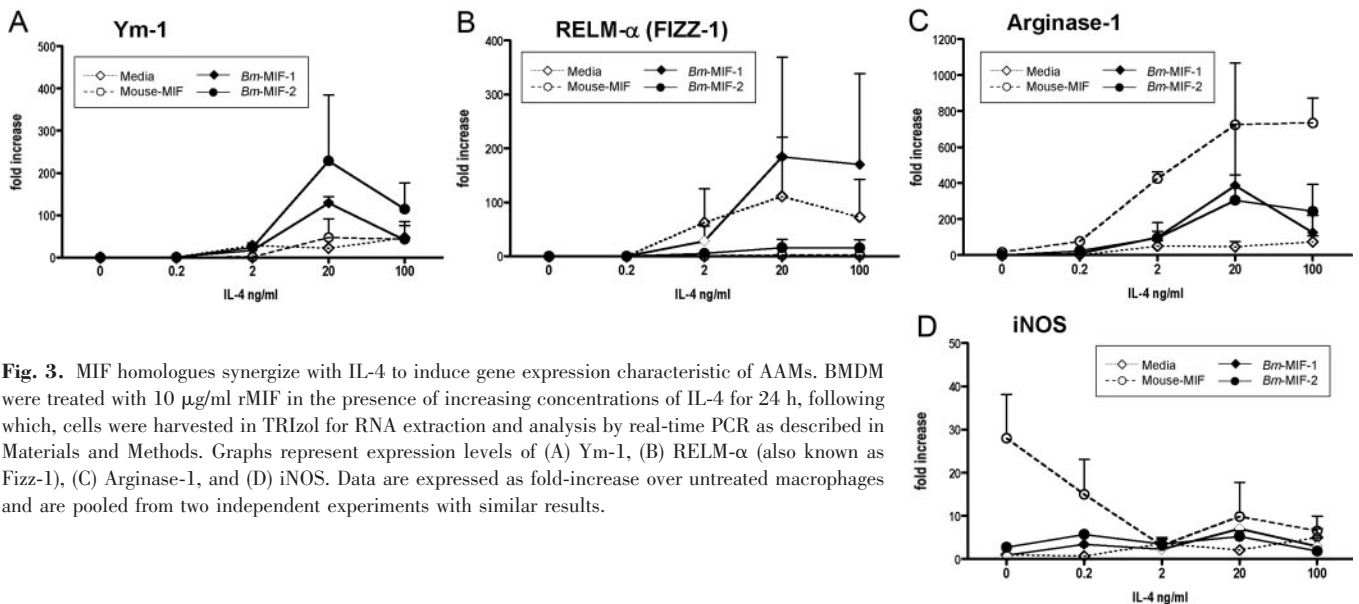 A
Ym-1
500
400
300
200
100
0
fold increase
Media
Mouse-MIF
Bm-MIF-1
Bm-MIF-2
0 0.2 2 20 100
IL-4 ng/ml
B
RELM-α (FIZZ-1)
400
300
200
100
0
fold increase
Media
Mouse-MIF
Bm-MIF-1
Bm-MIF-2
0 0.2 2 20 100
IL-4 ng/ml
C
Arginase-1
1200
1000
800
600
400
200
0
fold increase
Media
Mouse-MIF
Bm-MIF-1
Bm-MIF-2
0 0.2 2 20 100
IL-4 ng/ml
D
iNOS
50
40
30
20
10
0
fold increase
Media
Mouse-MIF
Bm-MIF-1
Bm-MIF-2
0 0.2 2 20 100
IL-4 ng/ml
Fig. 3. MIF homologues synergize with IL-4 to induce gene expression characteristic of AAMs. BMDM
were treated with 10 μg/ml rMIF in the presence of increasing concentrations of IL-4 for 24 h, following
which, cells were harvested in TRIzol for RNA extraction and analysis by real-time PCR as described in
Materials and Methods. Graphs represent expression levels of (A) Ym-1, (B) RELM-α (also known as
Fizz-1), (C) Arginase-1, and (D) iNOS. Data are expressed as fold-increase over untreated macrophages
and are pooled from two independent experiments with similar results.